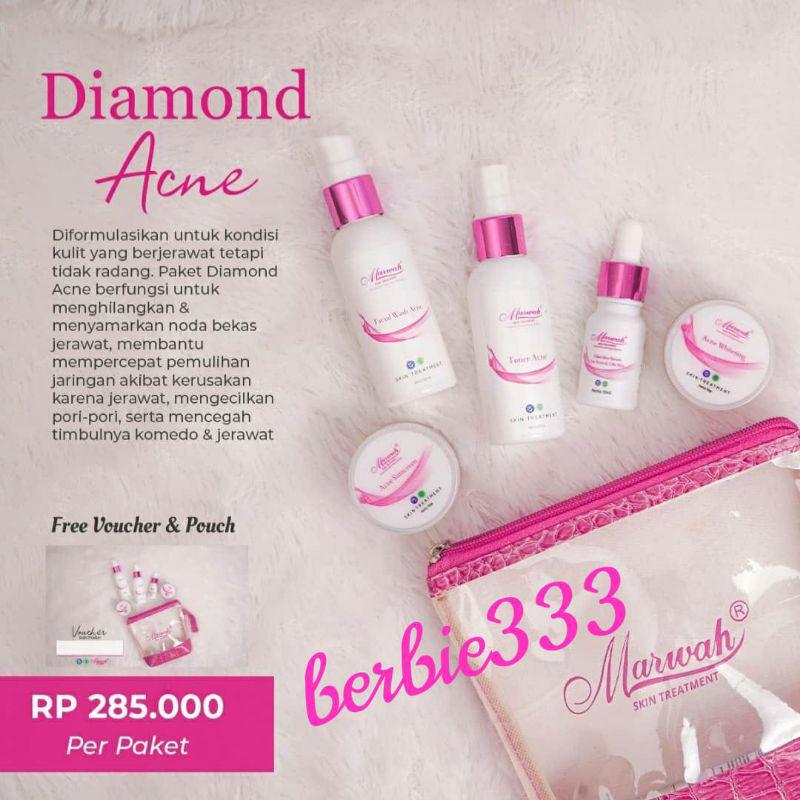 Diamond
Acne
Diformulasikan untuk kondisi
kulit yang berjerawat tetapi
tidak radang. Paket Diamond
Acne berfungsi untuk
menghilangkan &
menyamarkan noda bekas
jerawat, membantu
mempercepat pemulihan
jaringan akibat kerusakan
karena jerawat, mengecilkan
pori-pori, serta mencegah
timbulnya komedo & jerawat
Marwah
Facial Wash Acne
SKIN TREATMENT
Marwah
Toner Acne
SKIN TREATMENT
Marwah
SKIN TREATMENT
Marwah
Acne Whitening
SKIN TREATMENT
Marwah
Acne Sunscreen
SKIN TREATMENT
Free Voucher & Pouch
Voucher
berbie333
Marwah®
SKIN TREATMENT
RP 285.000
Per Paket